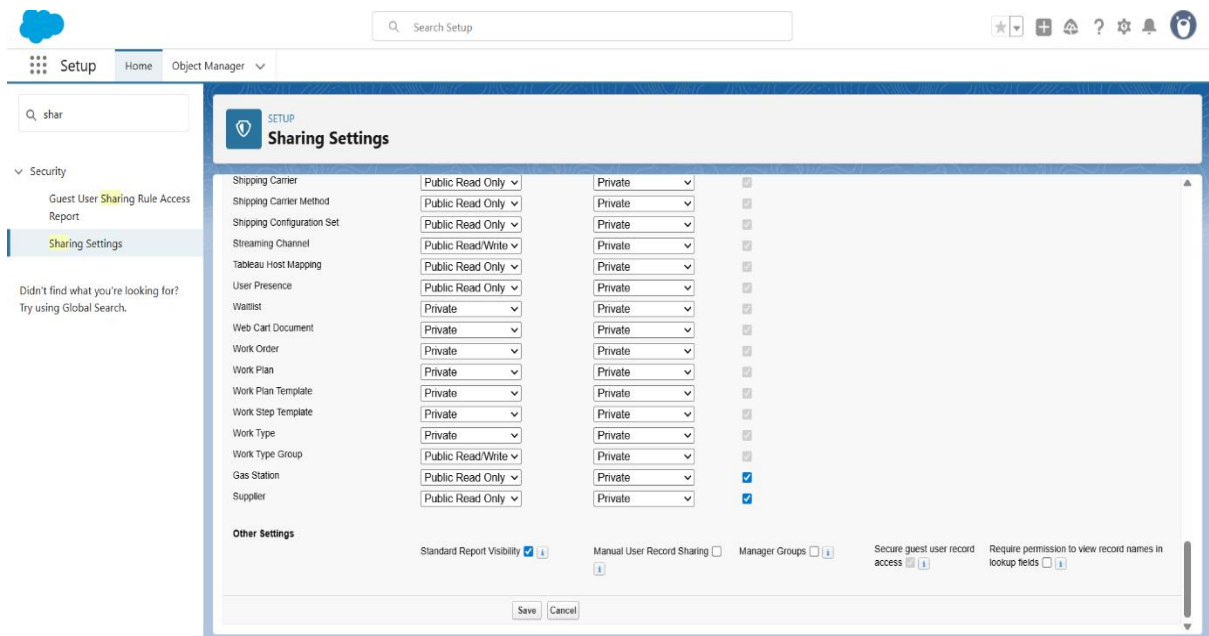 Search Setup
Setup Home Object Manager
shar
Security
Guest User Sharing Rule Access
Report
Sharing Settings
Didn't find what you're looking for?
Try using Global Search.
SETUP
Sharing Settings
Shipping Carrier Public Read Only Private
Shipping Carrier Method Public Read Only Private
Shipping Configuration Set Public Read Only Private
Streaming Channel Public Read/Write Private
Tableau Host Mapping Public Read Only Private
User Presence Public Read Only Private
Waitlist Private Private
Web Cart Document Private Private
Work Order Private Private
Work Plan Private Private
Work Plan Template Private Private
Work Step Template Private Private
Work Type Private Private
Work Type Group Public Read/Write Private
Gas Station Public Read Only Private
Supplier Public Read Only Private
Other Settings
Standard Report Visibility i Manual User Record Sharing i Manager Groups i
Secure guest user record
access i
Require permission to view record names in
lookup fields i
Save Cancel